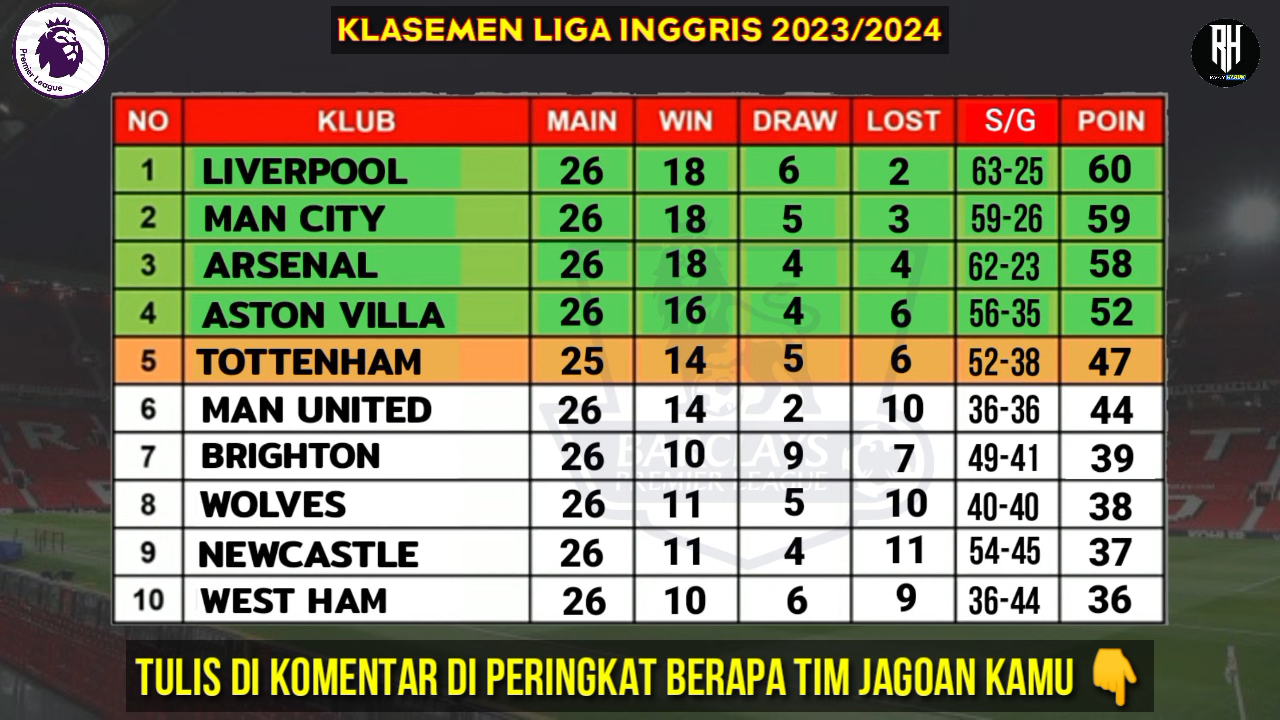 KLASEMEN LIGA INGGRIS 2023/2024
Premier League
RH
NO KLUB MAIN WIN DRAW LOST S/G POIN
1 LIVERPOOL 26 18 6 2 63-25 60
2 MAN CITY 26 18 5 3 59-26 59
3 ARSENAL 26 18 4 4 62-23 58
4 ASTON VILLA 26 16 4 6 56-35 52
5 TOTTENHAM 25 14 5 6 52-38 47
6 MAN UNITED 26 14 2 10 36-36 44
7 BRIGHTON 26 10 9 7 49-41 39
8 WOLVES 26 11 5 10 40-40 38
9 NEWCASTLE 26 11 4 11 54-45 37
10 WEST HAM 26 10 6 9 36-44 36
BARCLAYS
PREMIER LEAGUE
TULIS DI KOMENTAR DI PERINGKAT BERAPA TIM JAGOAN KAMU 👇